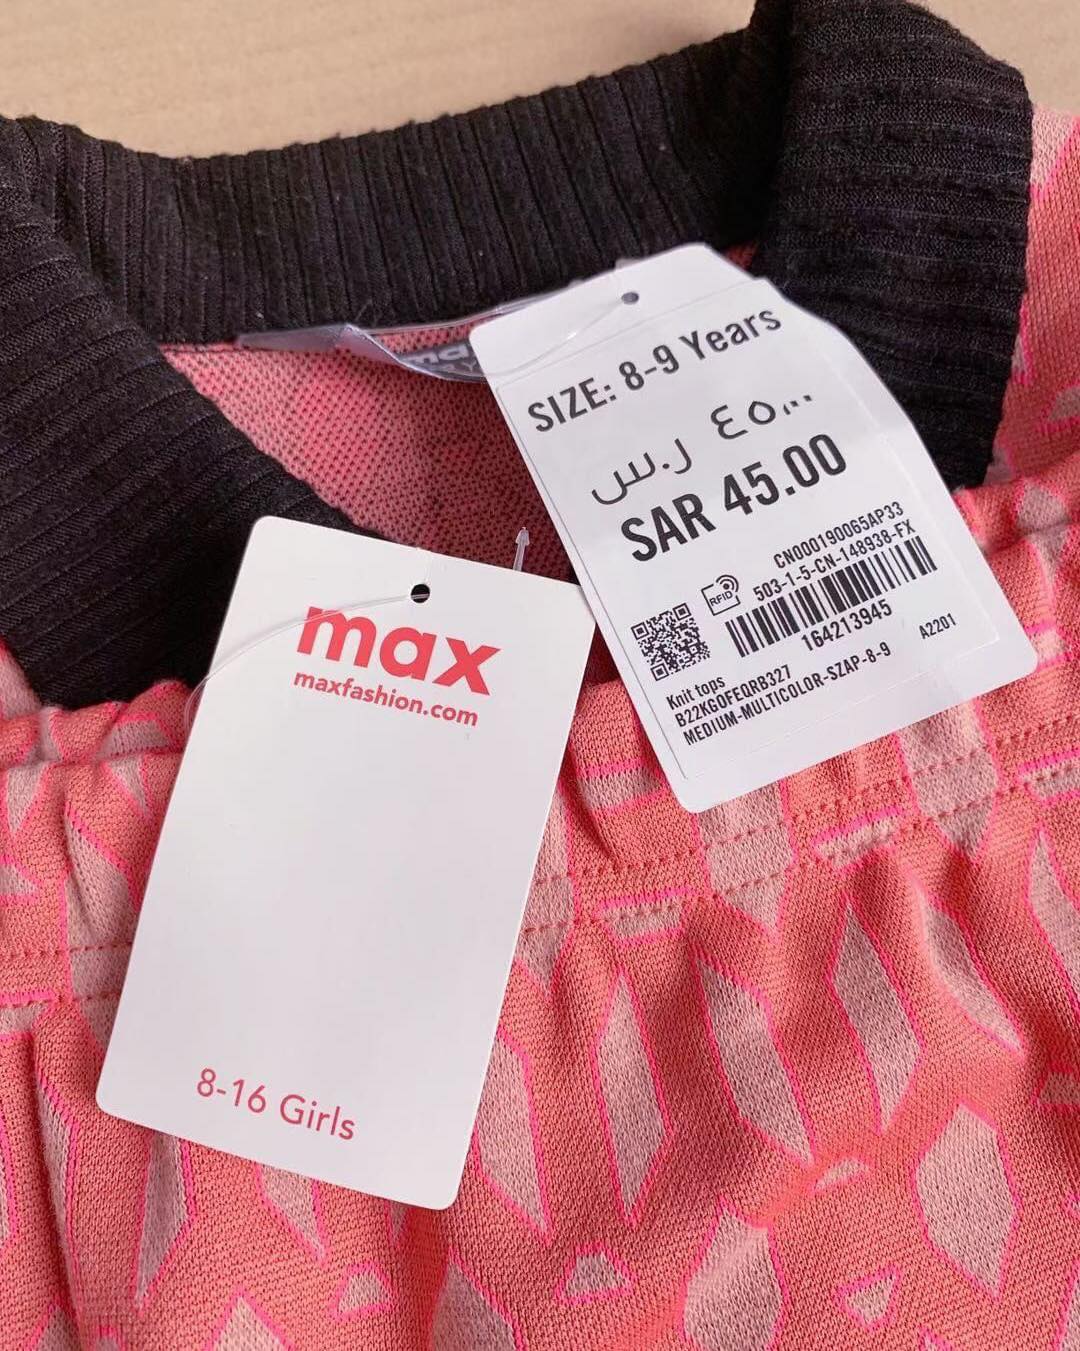 SIZE: 8-9 Years
٤٥.٠٠ ر.س
SAR 45.00
CN000190065AP33
503-1-5-CN-148938-FX
RFID
164213945
A2201
Knit tops
B22KGOFEQRB327
MEDIUM-MULTICOLOR-SZAP-8-9
max
maxfashion.com
8-16 Girls